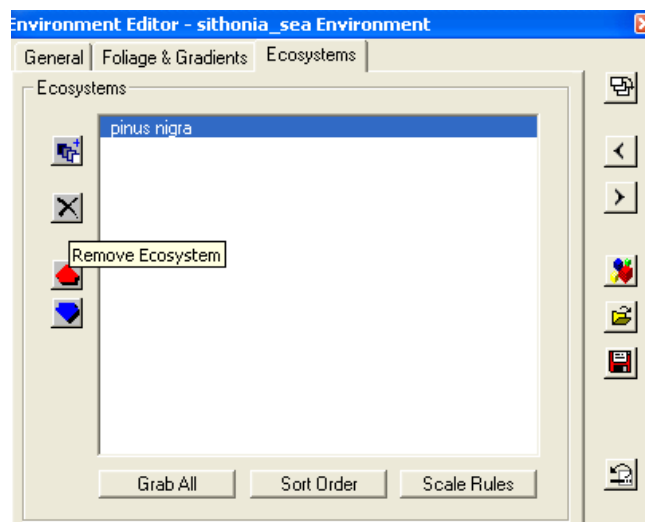 Environment Editor - sithonia_sea Environment
General Foliage & Gradients Ecosystems
Ecosystems
pinus nigra
Remove Ecosystem
Grab All Sort Order Scale Rules